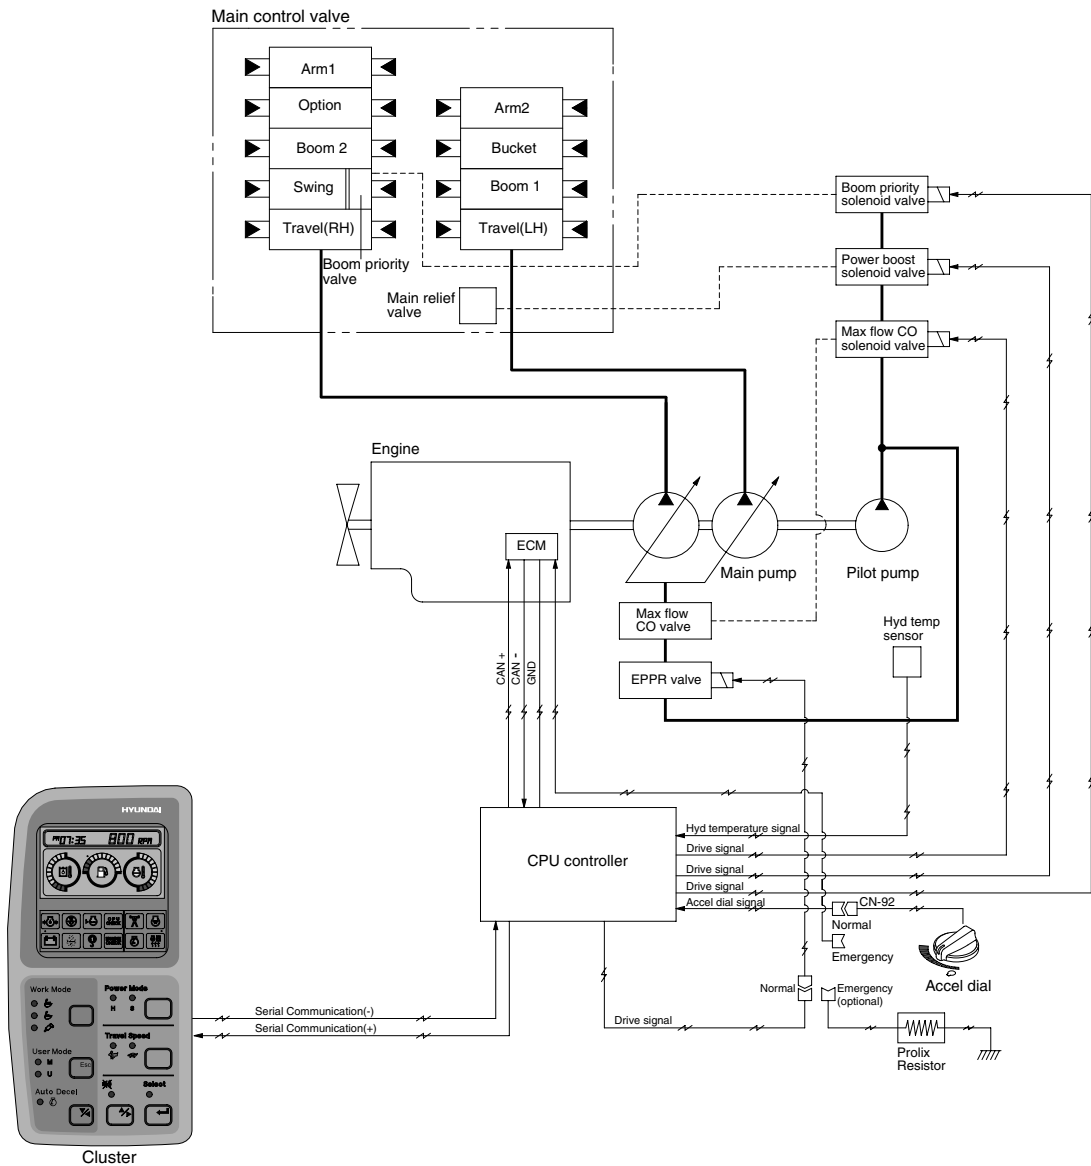 Main control valve
Arm1
Option
Boom 2
Swing
Travel(RH)
Arm2
Bucket
Boom 1
Travel(LH)
Boom priority
valve
Main relief
valve
Boom priority
solenoid valve
Power boost
solenoid valve
Max flow CO
solenoid valve
Engine
ECM
Main pump
Pilot pump
Max flow
CO valve
Hyd temp
sensor
EPPR valve
CAN +
CAN -
GND
CPU controller
Hyd temperature signal
Drive signal
Drive signal
Drive signal
Accel dial signal
CN-92
Normal
Emergency
Accel dial
Normal
Emergency
(optional)
Drive signal
Prolix
Resistor
Serial Communication(-)
Serial Communication(+)
HYUNDAI
PM 07:35 800 RPM
Work Mode
Power Mode
H S
Travel Speed
User Mode
M
U
Esc
Auto Decel
Select
Cluster